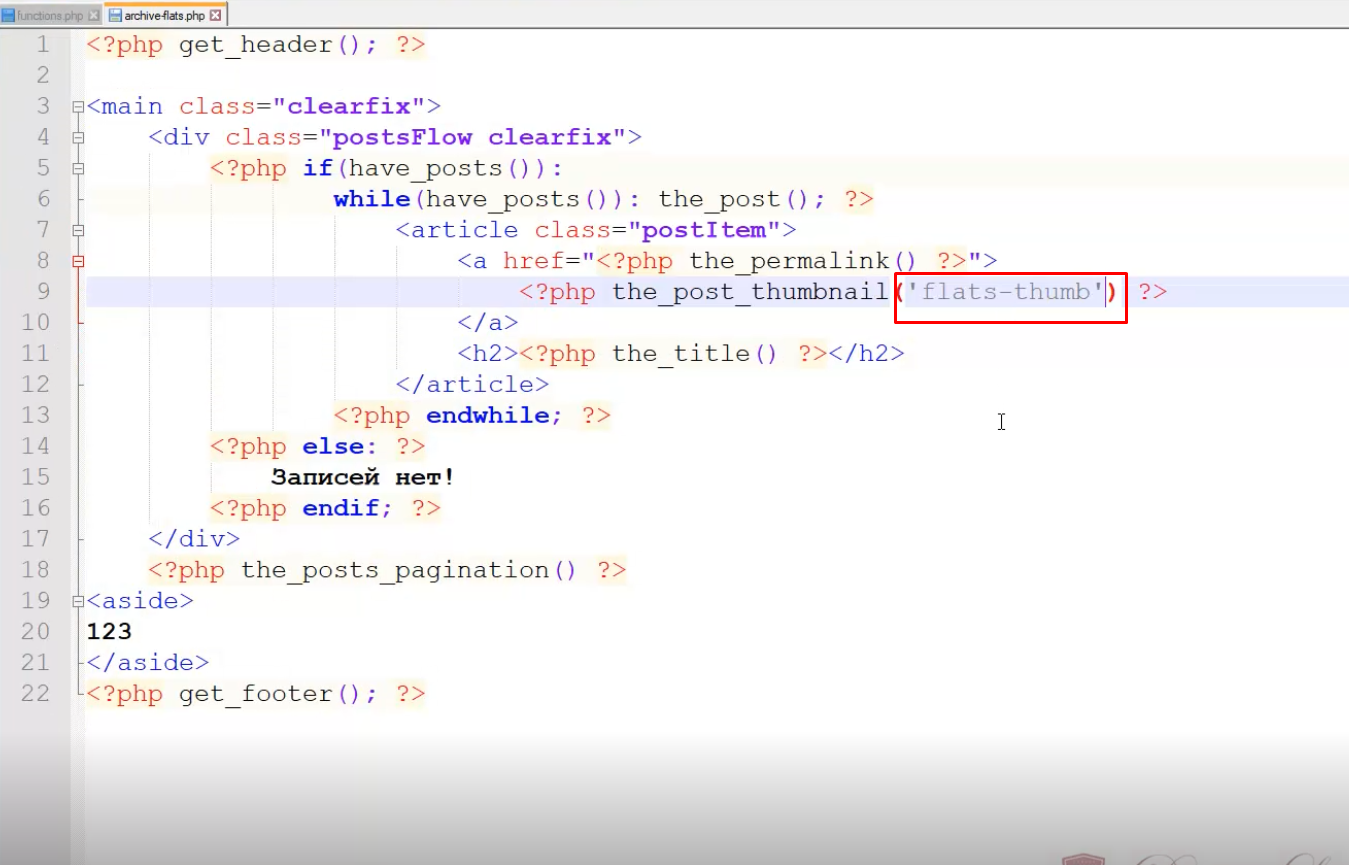 functions.php archive-flats.php
1 <?php get_header(); ?>
2
3 <main class="clearfix">
4 <div class="postsFlow clearfix">
5 <?php if(have_posts()):
6 while(have_posts()): the_post(); ?>
7 <article class="postItem">
8 <a href="<?php the_permalink() ?>">
9 <?php the_post_thumbnail('flats-thumb') ?>
10 </a>
11 <h2><?php the_title() ?></h2>
12 </article>
13 <?php endwhile; ?>
14 <?php else: ?>
15 Записей нет!
16 <?php endif; ?>
17 </div>
18 <?php the_posts_pagination() ?>
19 <aside>
20 123
21 </aside>
22 <?php get_footer(); ?>